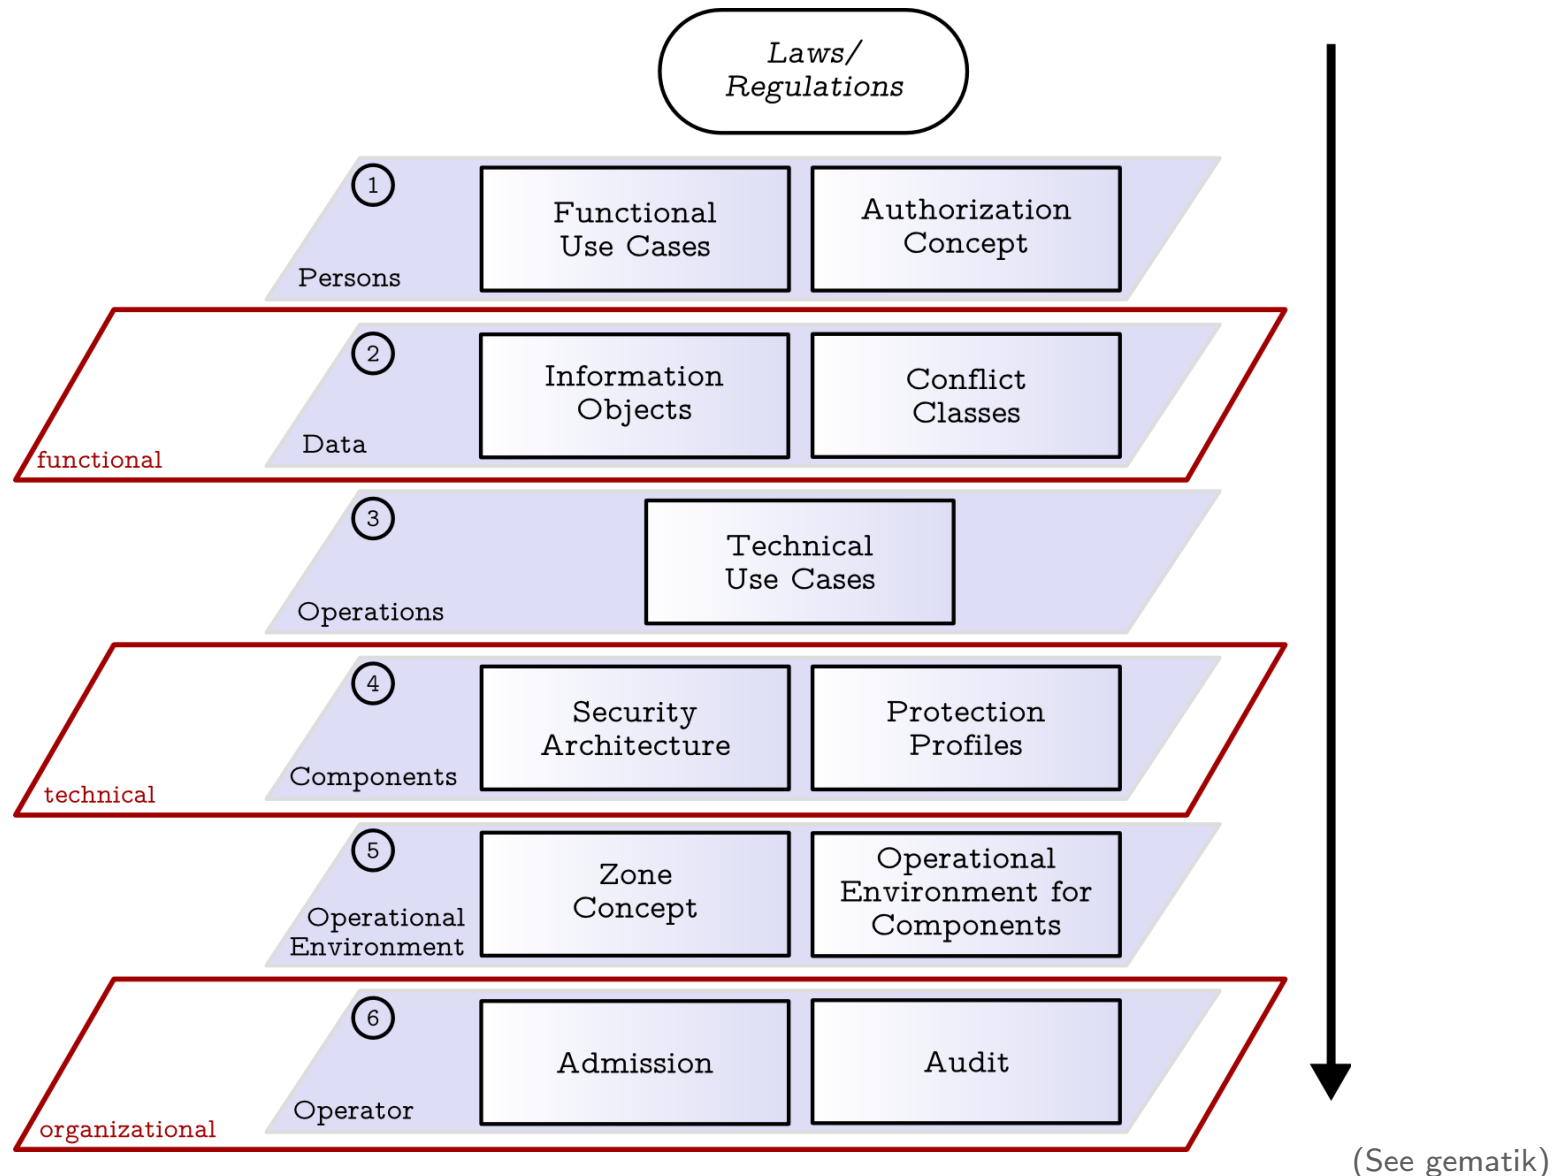 Laws/
Regulations
1
Functional
Use Cases
Authorization
Concept
Persons
2
Information
Objects
Conflict
Classes
Data
functional
3
Technical
Use Cases
Operations
4
Security
Architecture
Protection
Profiles
Components
technical
5
Zone
Concept
Operational
Environment for
Components
Operational
Environment
6
Admission
Audit
Operator
organizational
(See gematik)